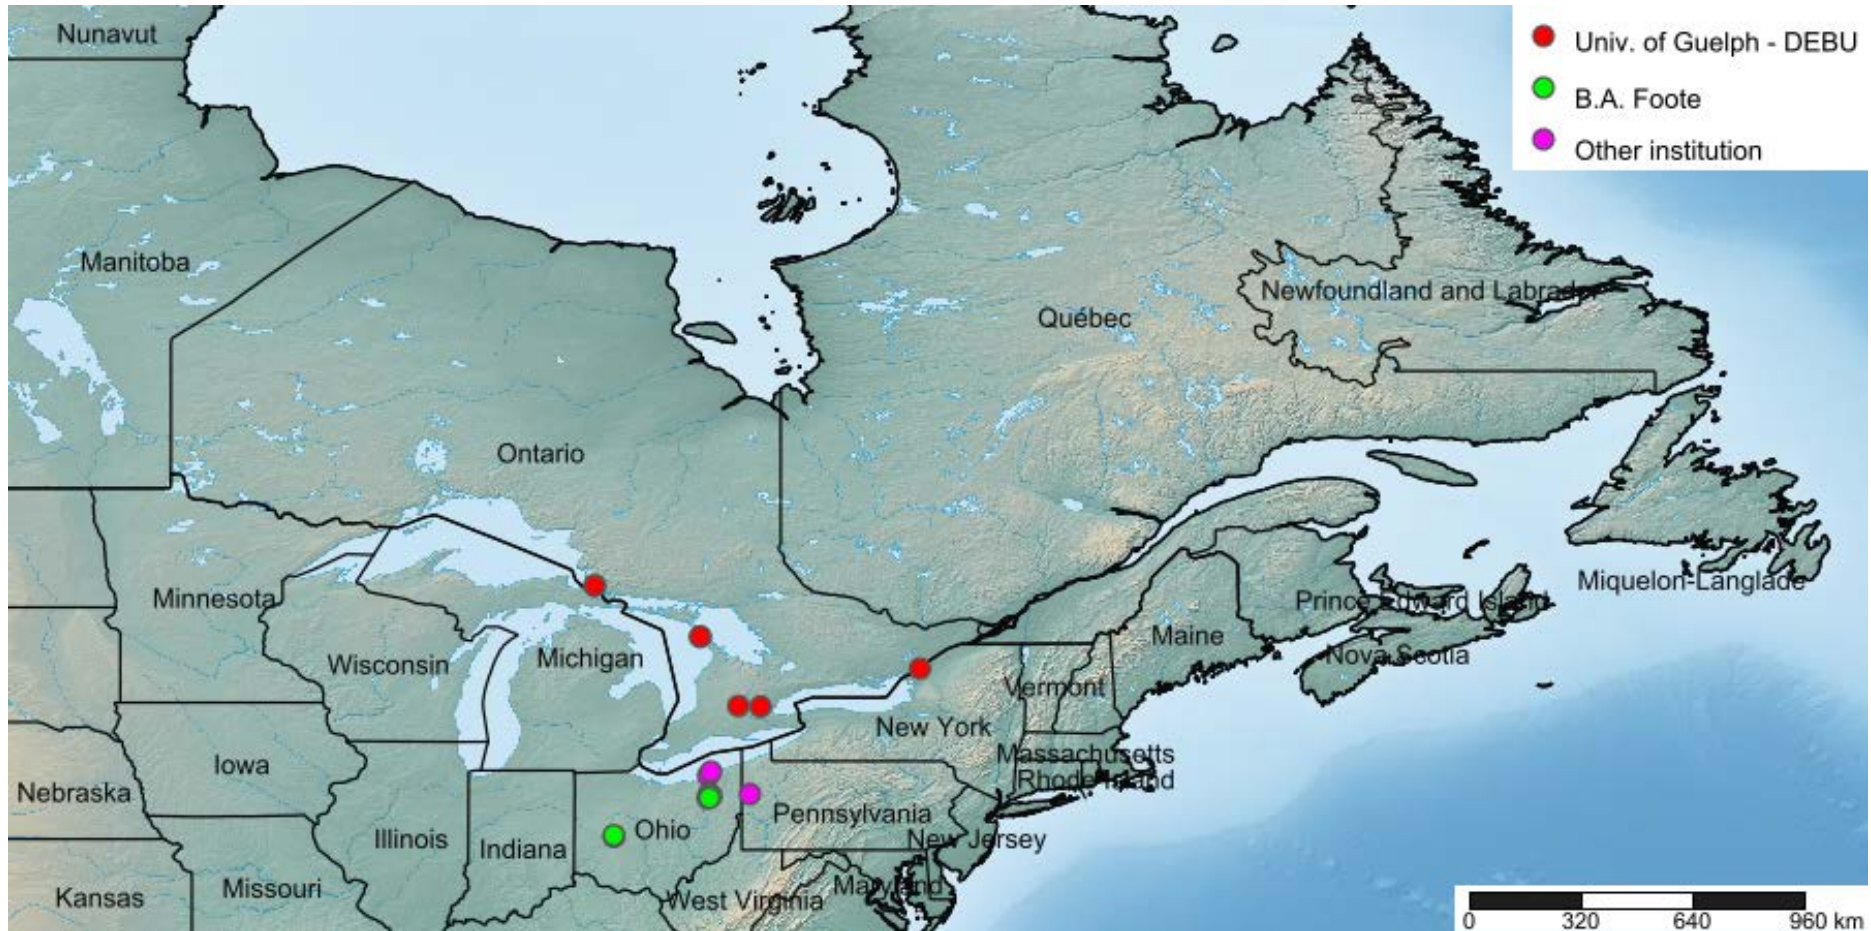 Nunavut
Univ. of Guelph - DEBU
B.A. Foote
Other institution
Manitoba
Newfoundland and Labrador
Québec
Ontario
Minnesota
Miquelon-Langlade
Prince Edward Island
Maine
Wisconsin
Michigan
Nova Scotia
Vermont
New York
Massachusetts
Iowa
Rhode Island
Nebraska
Pennsylvania
Ohio
Illinois
Indiana
New Jersey
Missouri
Maryland
Kansas
West Virginia
0 320 640 960 km